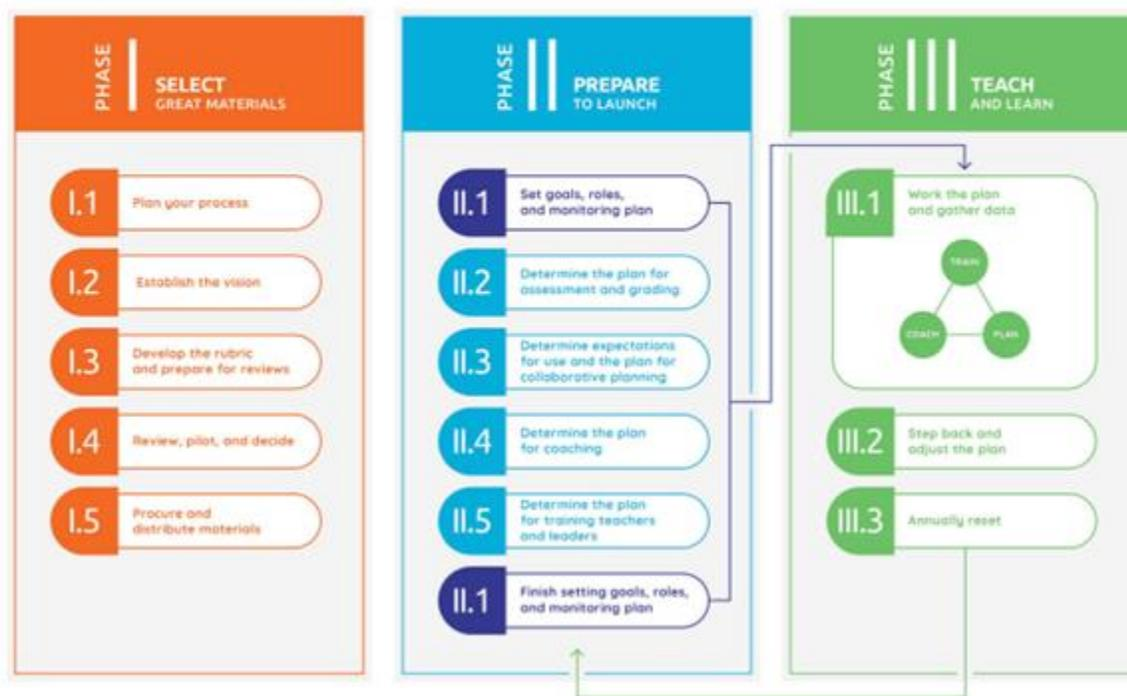 PHASE I
SELECT
GREAT MATERIALS
I.1
Plan your process
I.2
Establish the vision
I.3
Develop the rubric
and prepare for reviews
I.4
Review, pilot, and decide
I.5
Procure and
distribute materials
PHASE II
PREPARE
TO LAUNCH
II.1
Set goals, roles,
and monitoring plan
II.2
Determine the plan for
assessment and grading
II.3
Determine expectations
for use and the plan for
collaborative planning
II.4
Determine the plan
for coaching
II.5
Determine the plan
for training teachers
and leaders
II.1
Finish setting goals, roles,
and monitoring plan
PHASE III
TEACH
AND LEARN
III.1
Work the plan
and gather data
TRAIN
COACH
PLAN
III.2
Step back and
adjust the plan
III.3
Annually reset